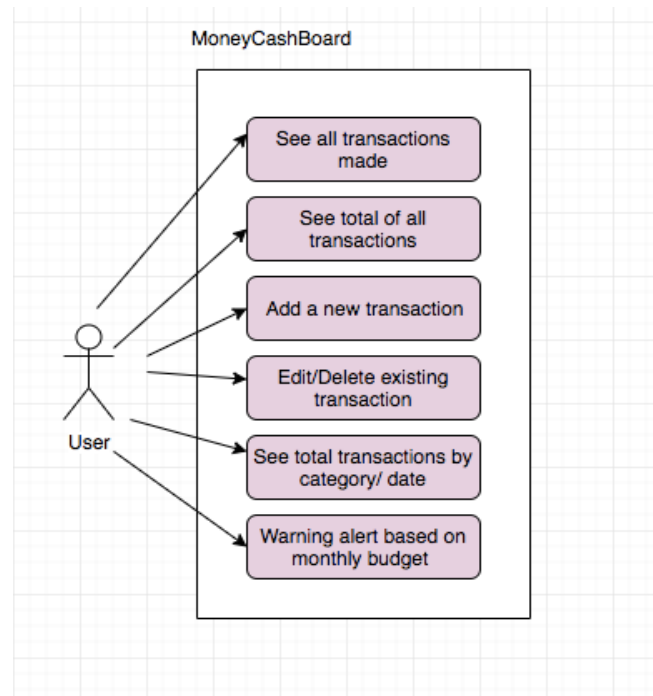 MoneyCashBoard
See all transactions
made
See total of all
transactions
Add a new transaction
Edit/Delete existing
transaction
User
See total transactions by
category/ date
Warning alert based on
monthly budget